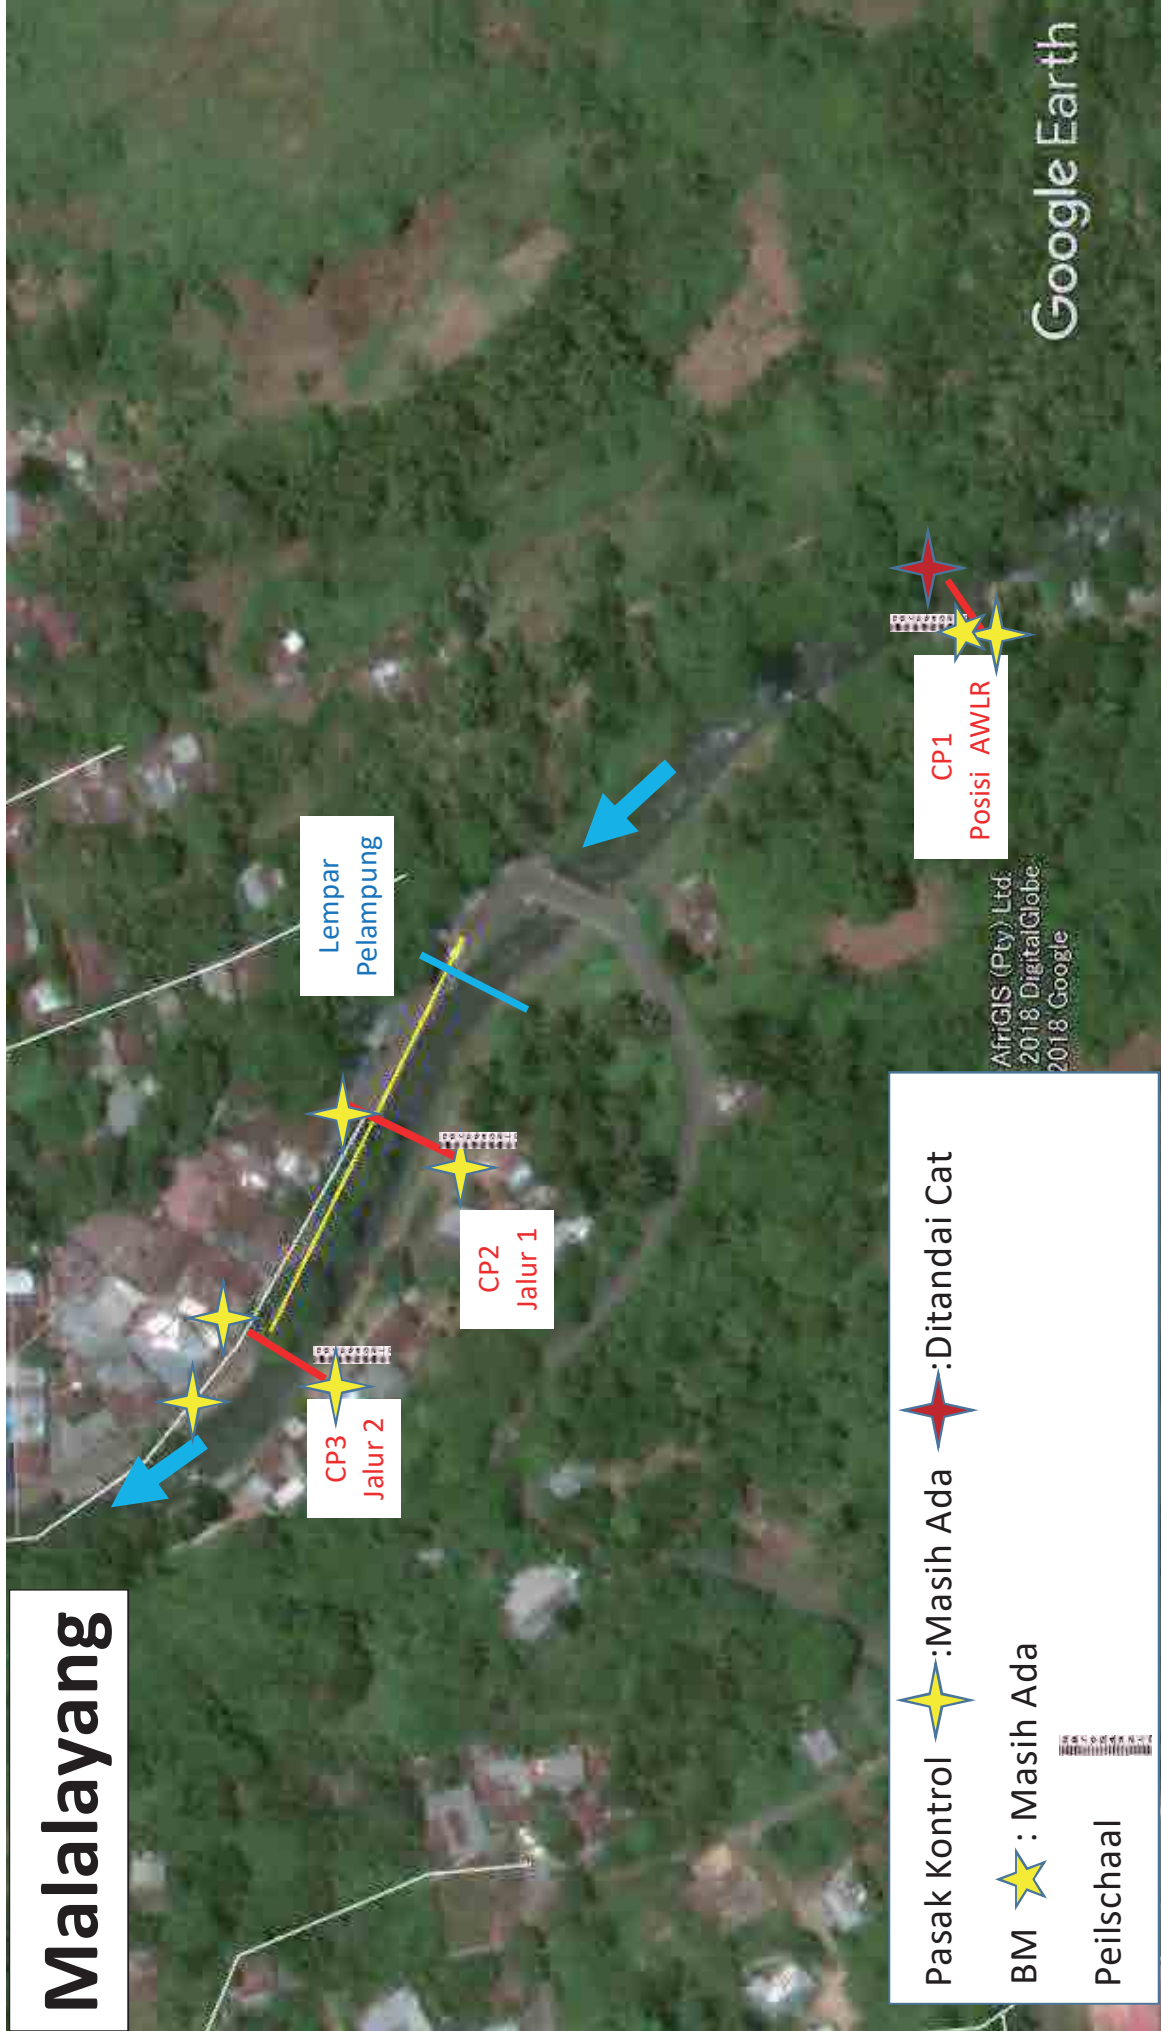 Malalayang
CP3
Jalur 2
CP2
Jalur 1
Lempar
Pelampung
CP1
Posisi AWLR
Pasak Kontrol :Masih Ada :Ditandai Cat
BM : Masih Ada
Peilschaal
AfriGIS (Pty) Ltd.
2018 DigitalGlobe
2018 Google
Google Earth